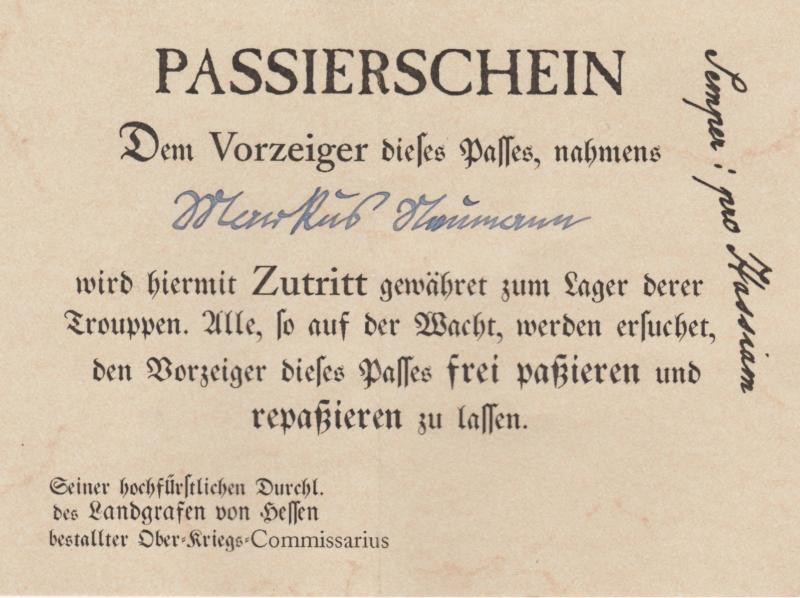 PASSIERSCHEIN
Dem Vorzeiger dieses Passes, nahmens
Markus Neumann
wird hiermit Zutritt gewähret zum Lager derer
Trouppen. Alle, so auf der Wacht, werden ersuchet,
den Vorzeiger dieses Passes frei paßieren und
repaßieren zu lassen.
Seiner hochfürstlichen Durchl.
des Landgrafen von Hessen
bestallter Ober-Kriegs-Commissarius
Semper: pro Hassiam